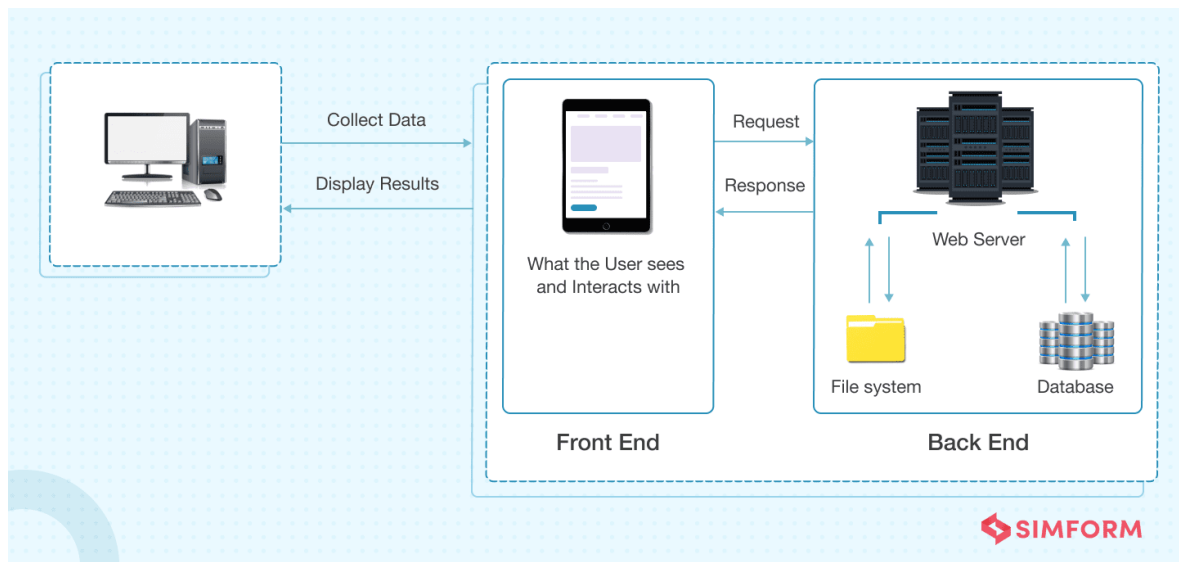 Collect Data
Display Results
What the User sees
and Interacts with
Front End
Request
Response
Web Server
File system
Database
Back End
SIMFORM